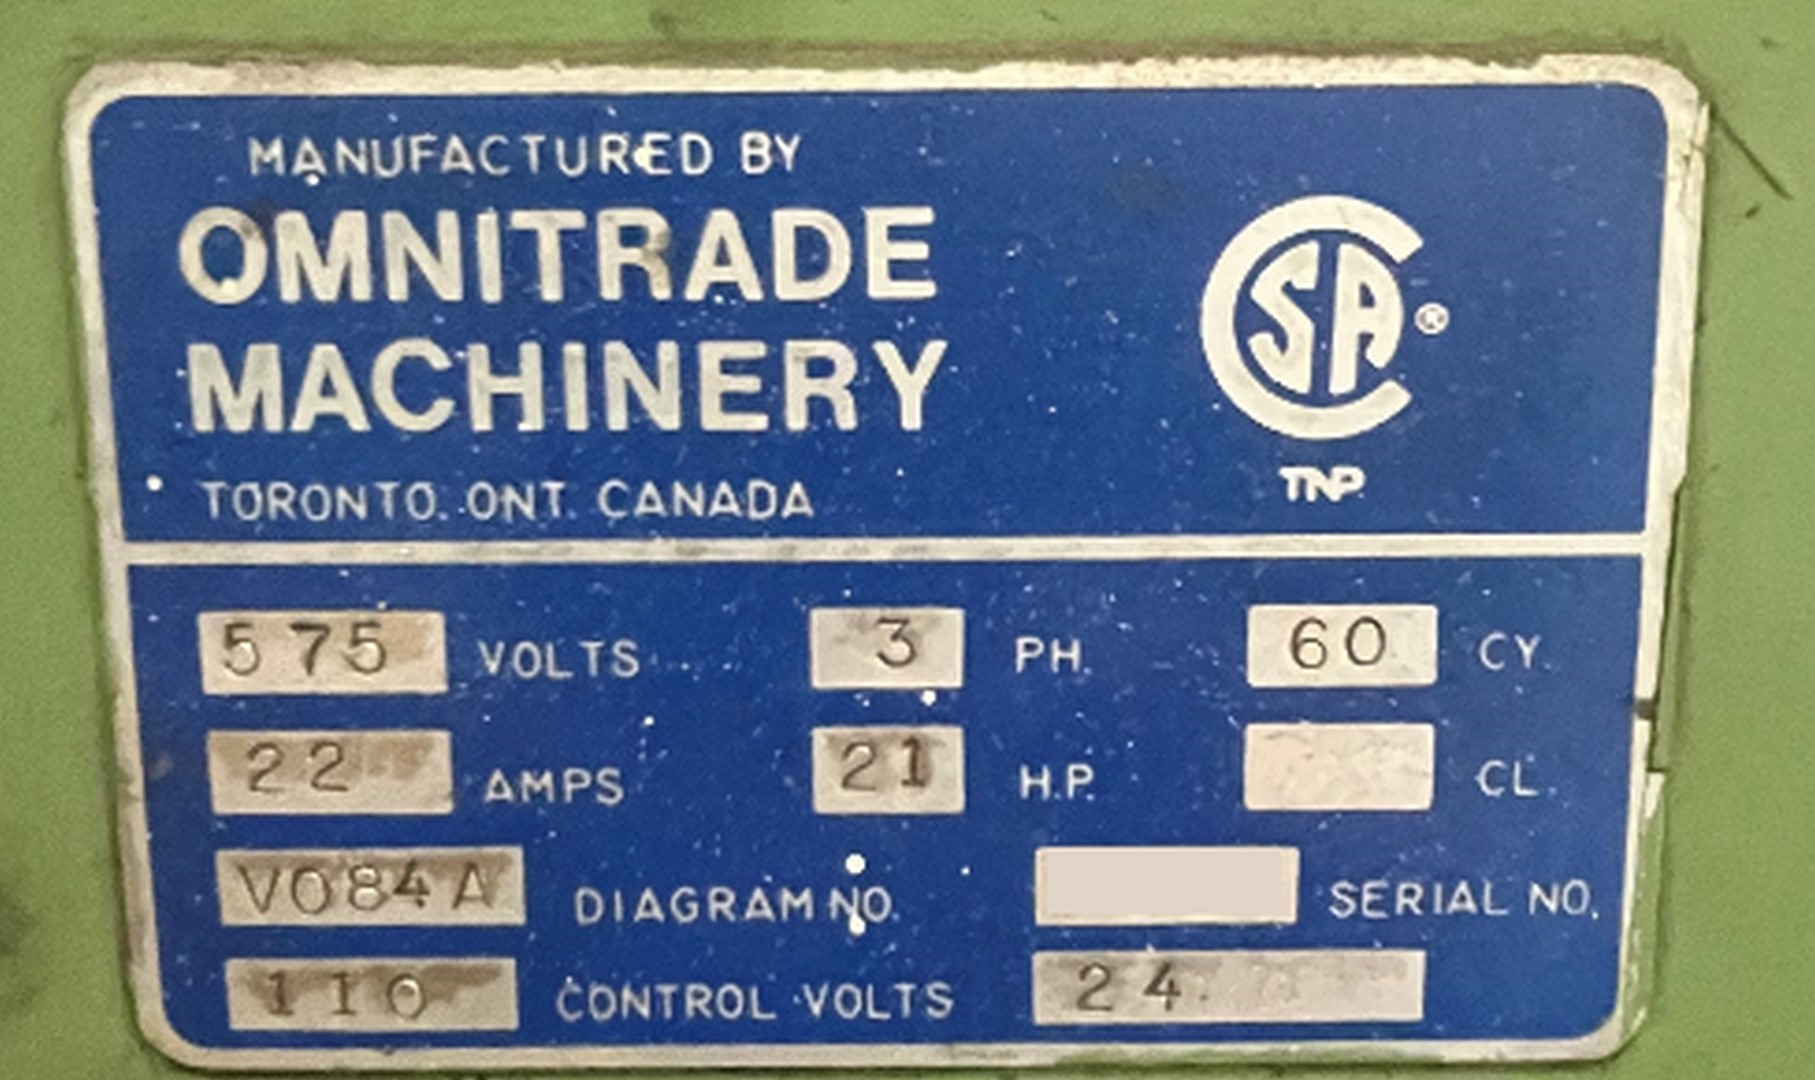 MANUFACTURED BY
OMNITRADE
MACHINERY
TORONTO. ONT. CANADA
CSA ®
TNP
575 VOLTS 3 PH. 60 CY.
22 AMPS 21 H.P. CL.
V084A DIAGRAM NO. SERIAL NO.
110 CONTROL VOLTS 24